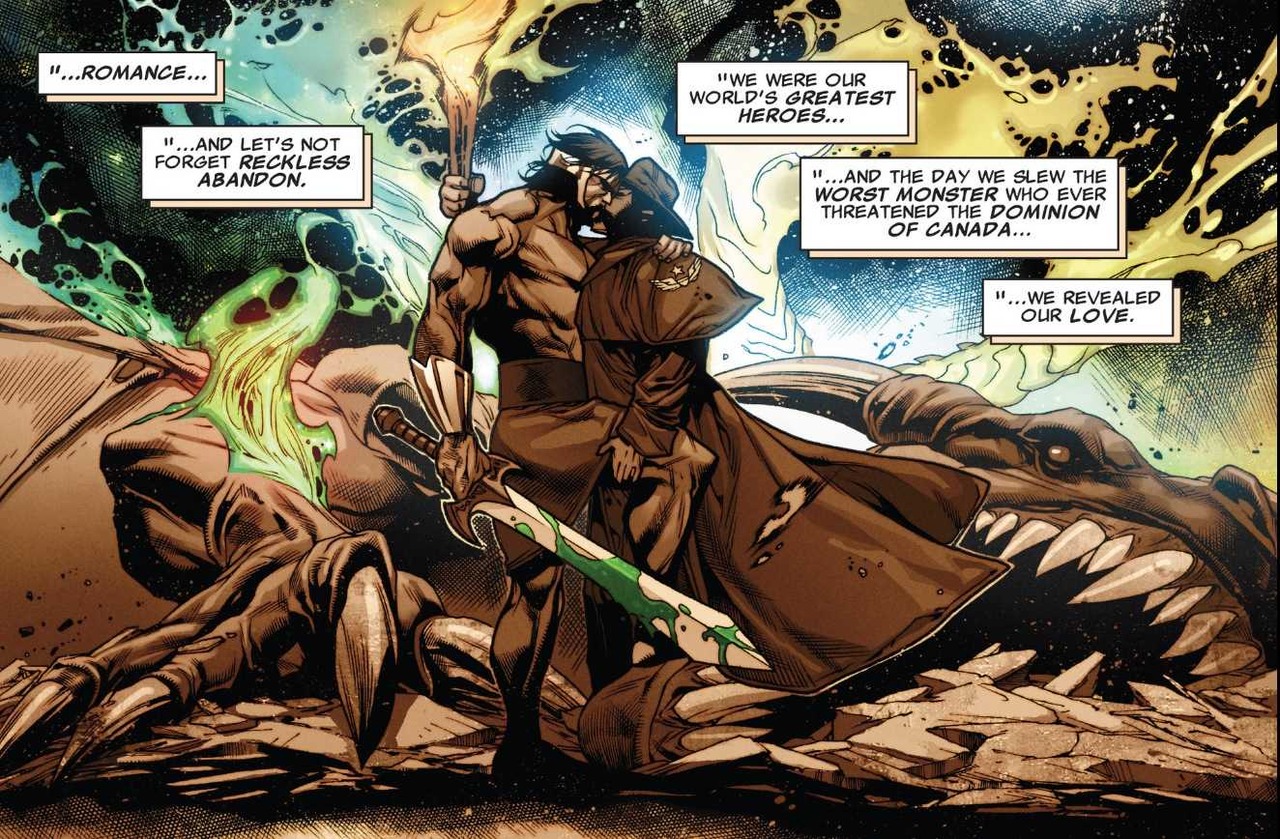 "...ROMANCE...
"...AND LET'S NOT
FORGET RECKLESS
ABANDON.
"WE WERE OUR
WORLD'S GREATEST
HEROES...
"...AND THE DAY WE SLEW THE
WORST MONSTER WHO EVER
THREATENED THE DOMINION
OF CANADA...
"...WE REVEALED
OUR LOVE.